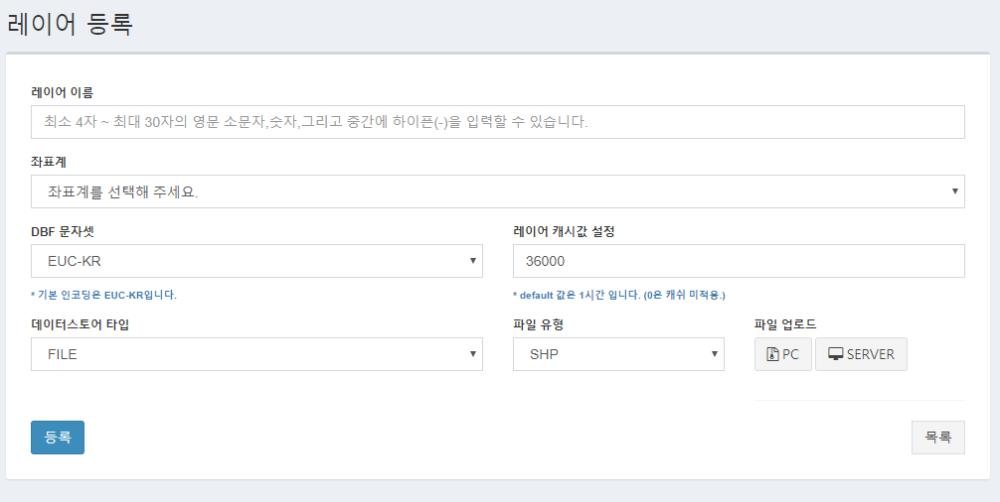 레이어 등록
레이어 이름
최소 4자 ~ 최대 30자의 영문 소문자,숫자,그리고 중간에 하이픈(-)을 입력할 수 있습니다.
좌표계
좌표계를 선택해 주세요.
DBF 문자셋
레이어 캐시값 설정
EUC-KR
36000
* 기본 인코딩은 EUC-KR입니다.
* default 값은 1시간 입니다. (0은 캐쉬 미적용.)
데이터스토어 타입
파일 유형
파일 업로드
FILE
SHP
PC
SERVER
등록
목록